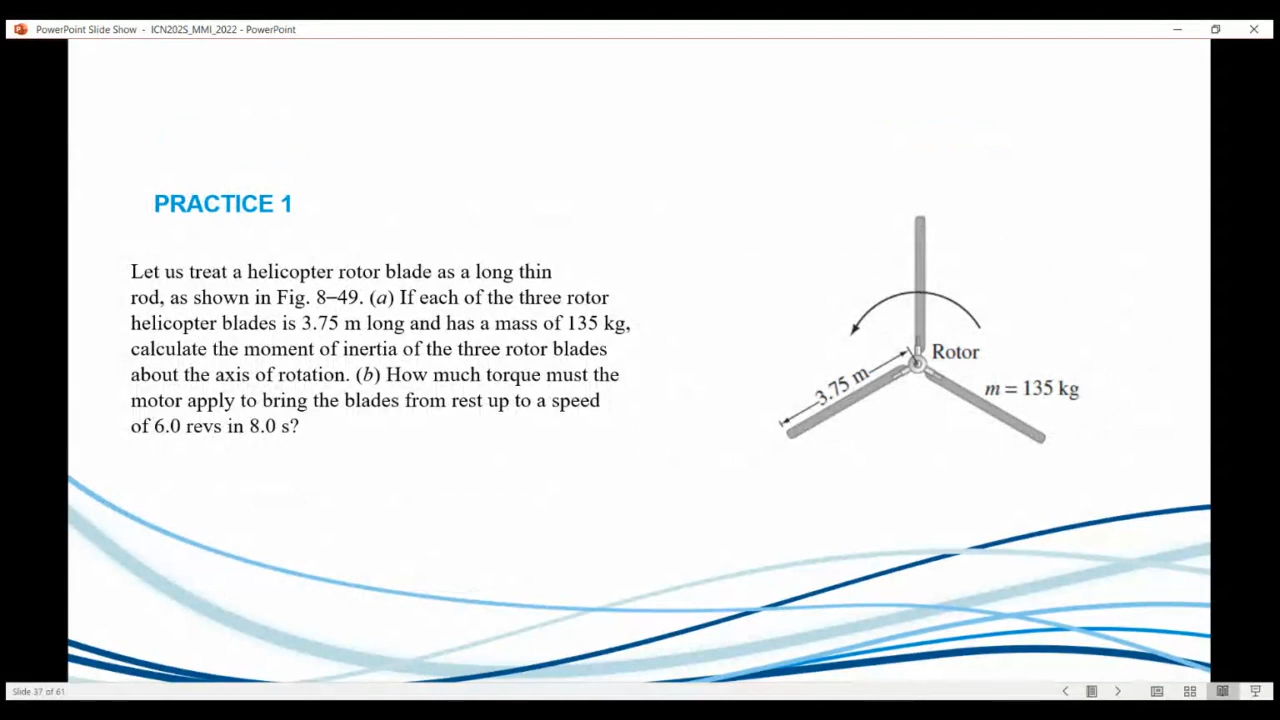 PowerPoint Slide Show - ICN202S_MMI_2022 - PowerPoint
PRACTICE 1
Let us treat a helicopter rotor blade as a long thin
rod, as shown in Fig. 8–49. (a) If each of the three rotor
helicopter blades is 3.75 m long and has a mass of 135 kg,
calculate the moment of inertia of the three rotor blades
about the axis of rotation. (b) How much torque must the
motor apply to bring the blades from rest up to a speed
of 6.0 revs in 8.0 s?
Rotor
3.75 m
m = 135 kg
Slide 37 of 61